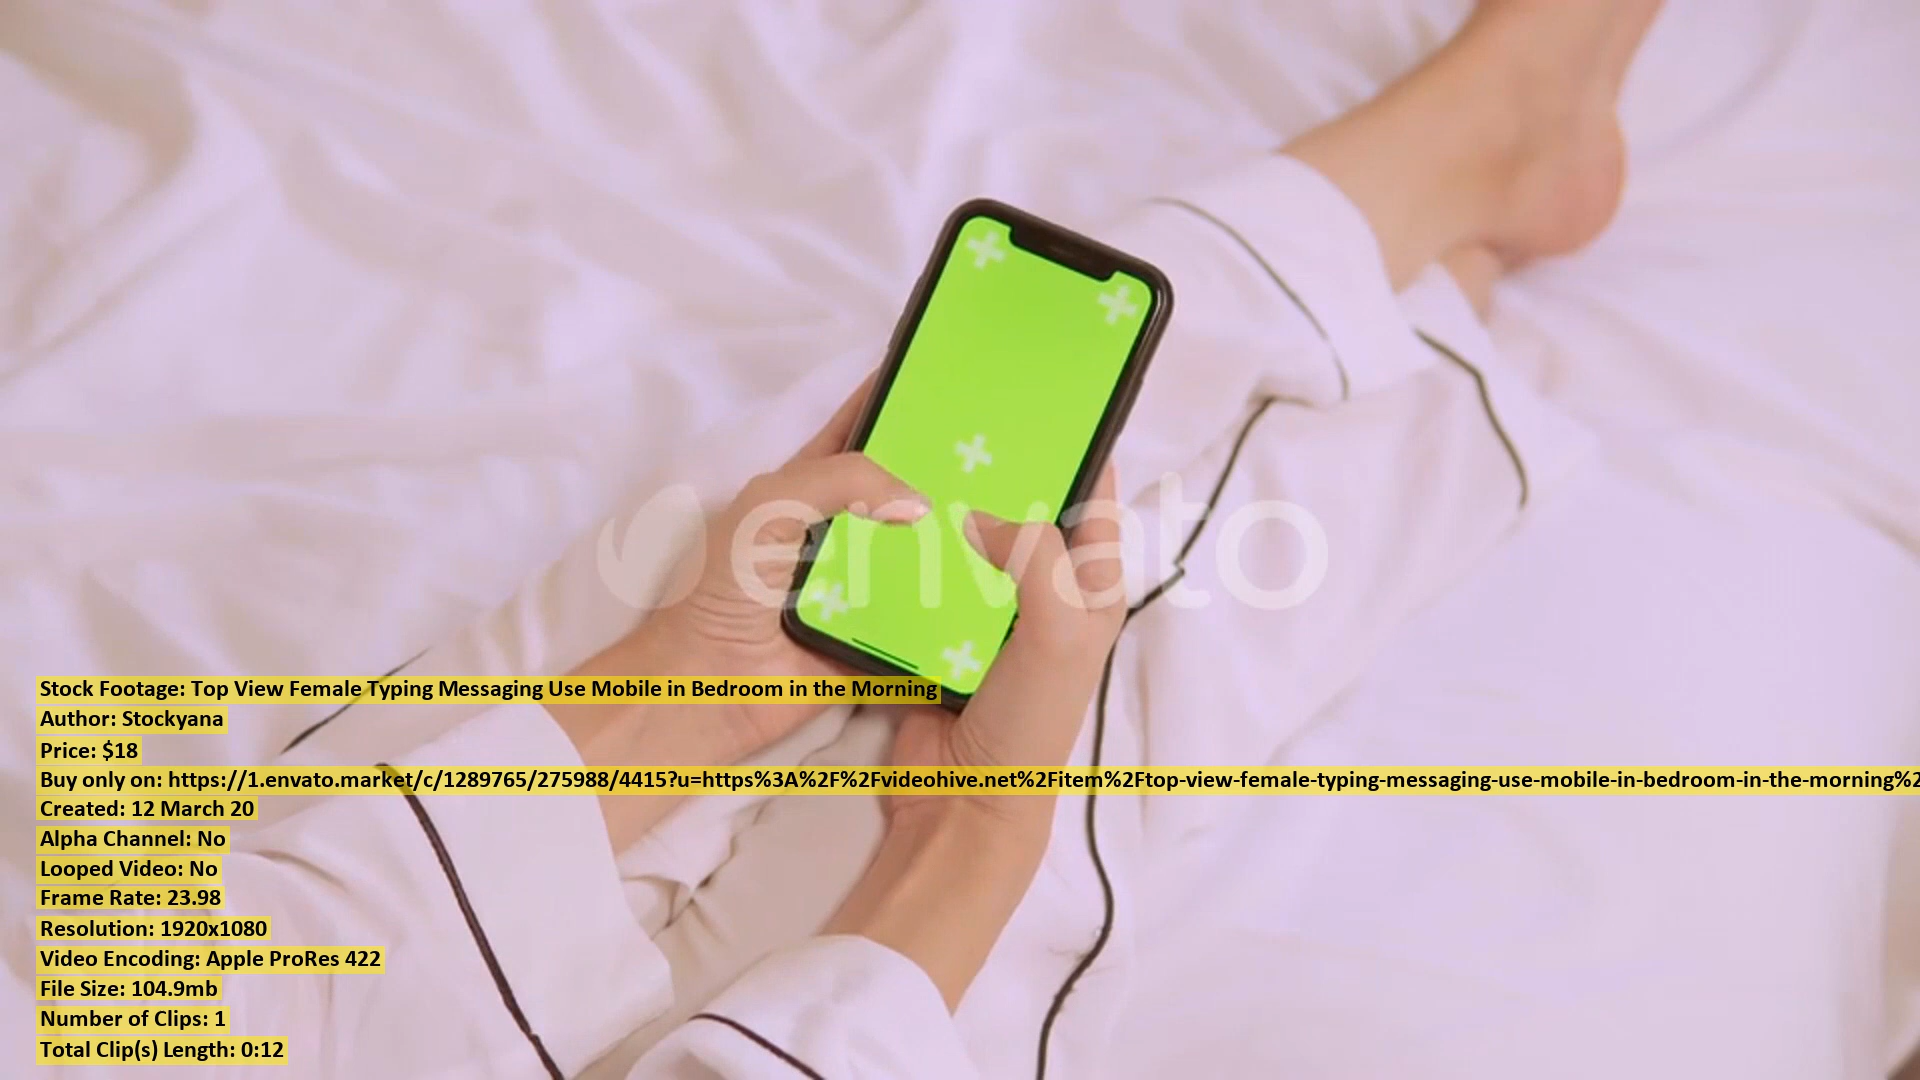 envato
Stock Footage: Top View Female Typing Messaging Use Mobile in Bedroom in the Morning
Author: Stockyana
Price: $18
Buy only on: https://1.envato.market/c/1289765/275988/4415?u=https%3A%2F%2Fvideohive.net%2Fitem%2Ftop-view-female-typing-messaging-use-mobile-in-bedroom-in-the-morning%2
Created: 12 March 20
Alpha Channel: No
Looped Video: No
Frame Rate: 23.98
Resolution: 1920x1080
Video Encoding: Apple ProRes 422
File Size: 104.9mb
Number of Clips: 1
Total Clip(s) Length: 0:12